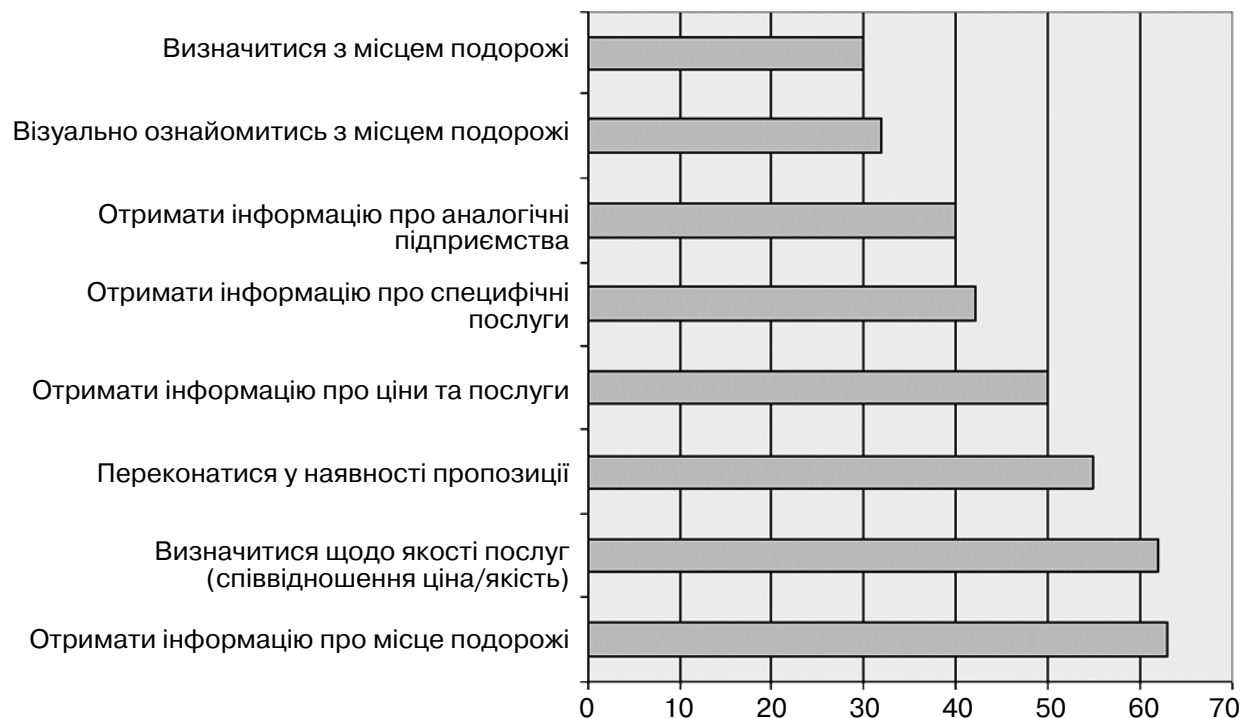 Визначитися з місцем подорожі
Візуально ознайомитись з місцем подорожі
Отримати інформацію про аналогічні
підприємства
Отримати інформацію про специфічні
послуги
Отримати інформацію про ціни та послуги
Переконатися у наявності пропозиції
Визначитися щодо якості послуг
(співвідношення ціна/якість)
Отримати інформацію про місце подорожі
0 10 20 30 40 50 60 70